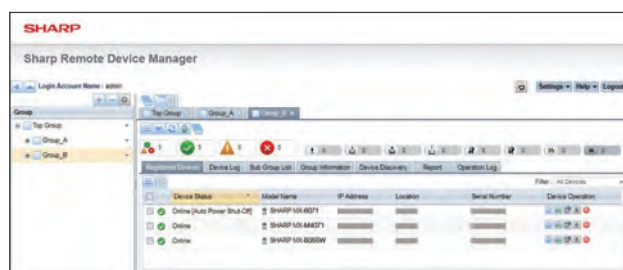 SHARP
Sharp Remote Device Manager
Login Account Name : admin
Settings Help Logout
Group
Top Group Group_A Group_B
Top Group
Group_A
Group_B
Registered Devices Device Log Sub Group List Group Information Device Discovery Report Operation Log
Filter : All Devices
Device Status Model Name IP Address Location Serial Number Device Operation
Online [Auto Power Shut-Off] SHARP MX-6071
Online SHARP MX-M4071
Online